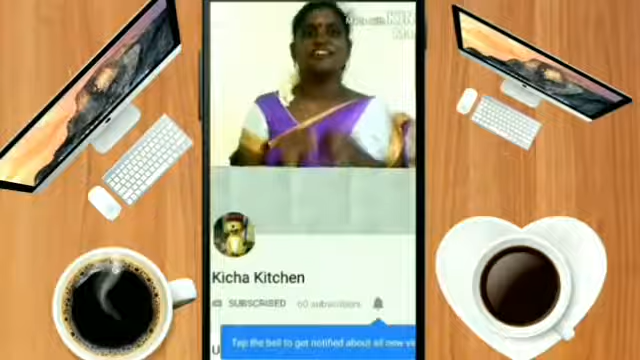 Kicha Kitchen
SUBSCRIBED 60 subscribers
Tap the bell to get notified about all new
U